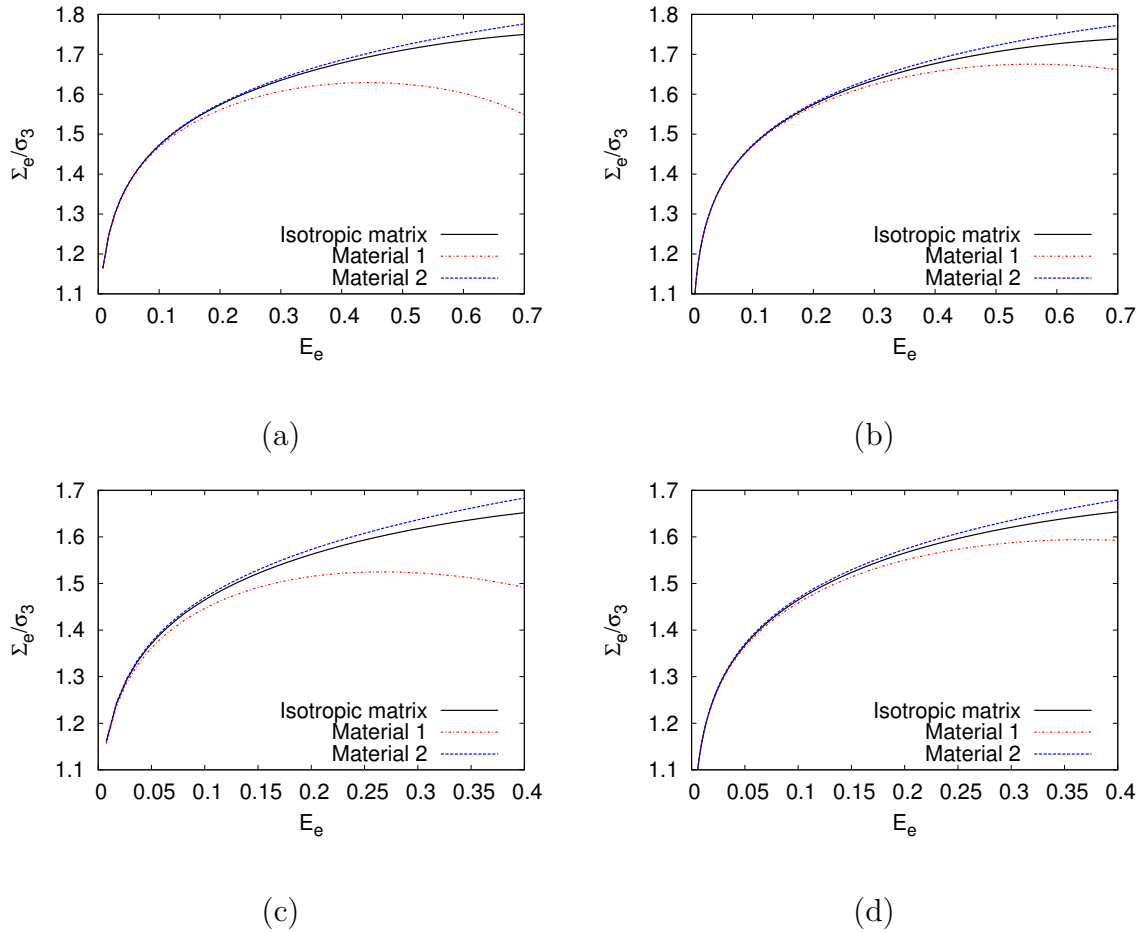 1.8
1.7
1.6
1.5
1.4
1.3
1.2
1.1
0 0.1 0.2 0.3 0.4 0.5 0.6 0.7
Σe/σ3
Ee
Isotropic matrix
Material 1
Material 2
(a)
1.8
1.7
1.6
1.5
1.4
1.3
1.2
1.1
0 0.1 0.2 0.3 0.4 0.5 0.6 0.7
Σe/σ3
Ee
Isotropic matrix
Material 1
Material 2
(b)
1.7
1.6
1.5
1.4
1.3
1.2
1.1
0 0.05 0.1 0.15 0.2 0.25 0.3 0.35 0.4
Σe/σ3
Ee
Isotropic matrix
Material 1
Material 2
(c)
1.7
1.6
1.5
1.4
1.3
1.2
1.1
0 0.05 0.1 0.15 0.2 0.25 0.3 0.35 0.4
Σe/σ3
Ee
Isotropic matrix
Material 1
Material 2
(d)